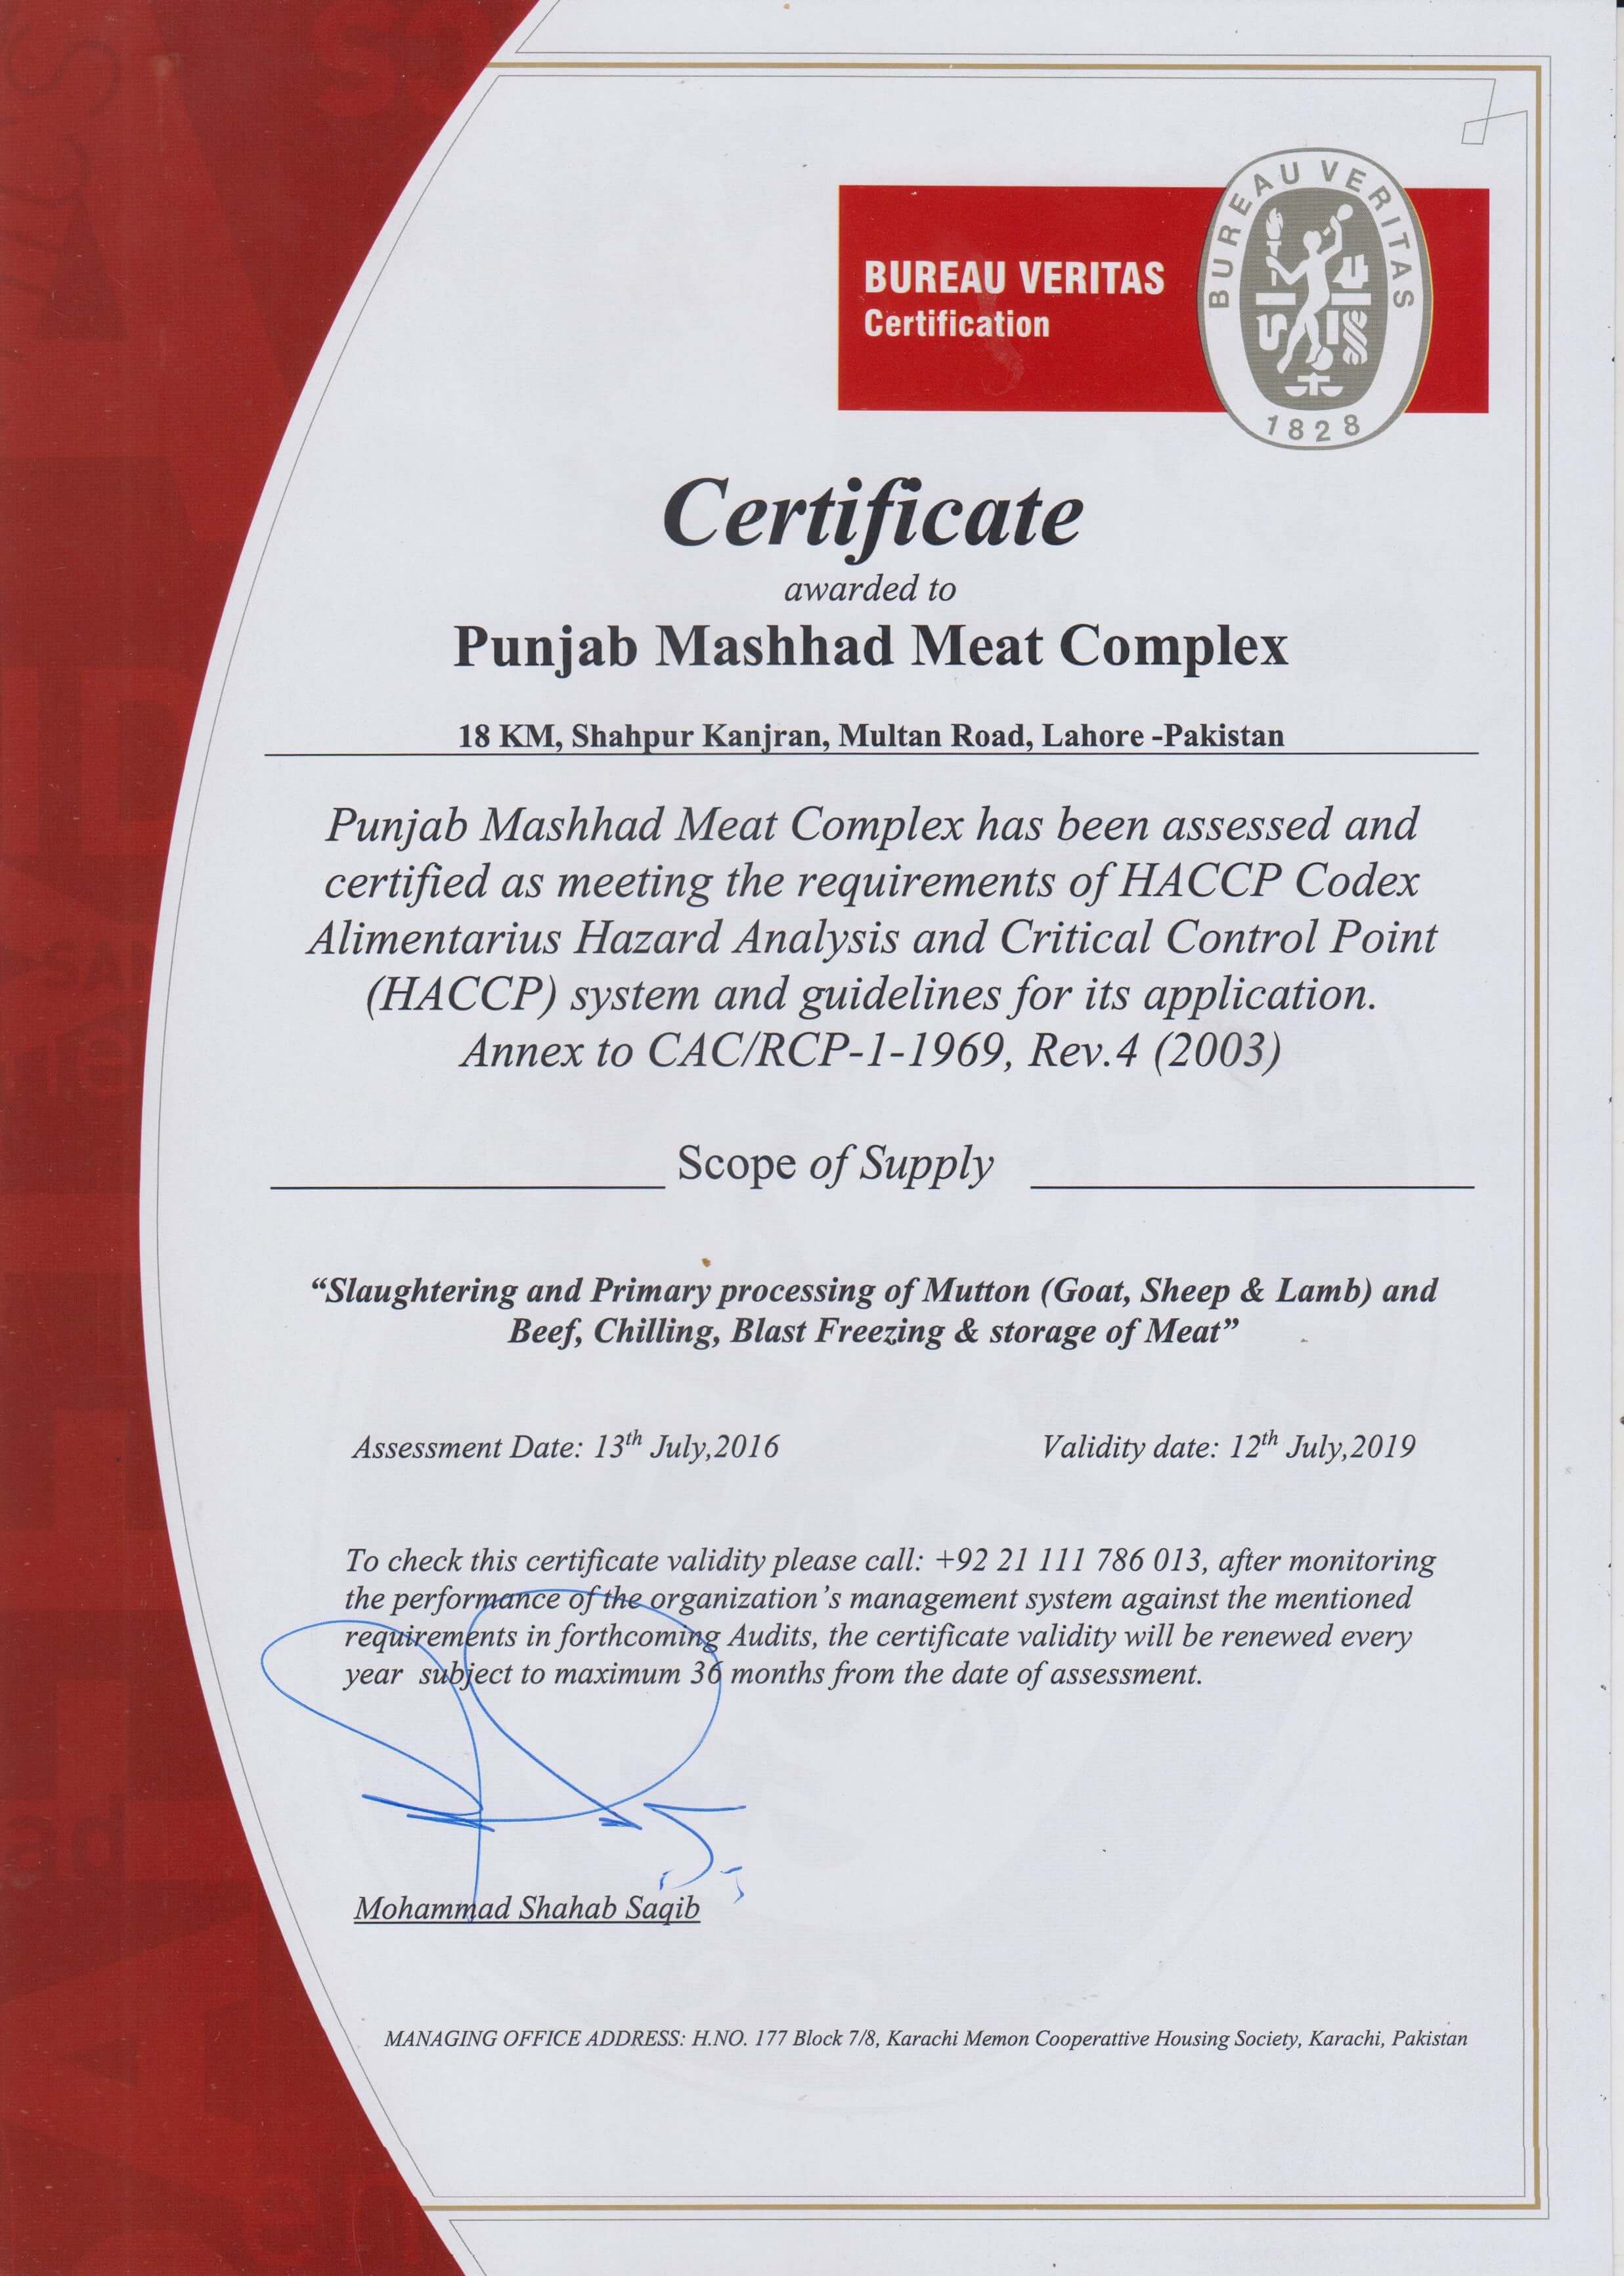 BUREAU VERITAS
Certification
BUREAU VERITAS
1828
Certificate
awarded to
Punjab Mashhad Meat Complex
18 KM, Shahpur Kanjran, Multan Road, Lahore -Pakistan
Punjab Mashhad Meat Complex has been assessed and
certified as meeting the requirements of HACCP Codex
Alimentarius Hazard Analysis and Critical Control Point
(HACCP) system and guidelines for its application.
Annex to CAC/RCP-1-1969, Rev.4 (2003)
Scope of Supply
“Slaughtering and Primary processing of Mutton (Goat, Sheep & Lamb) and
Beef, Chilling, Blast Freezing & storage of Meat”
Assessment Date: 13th July,2016 Validity date: 12th July,2019
To check this certificate validity please call: +92 21 111 786 013, after monitoring
the performance of the organization's management system against the mentioned
requirements in forthcoming Audits, the certificate validity will be renewed every
year subject to maximum 36 months from the date of assessment.
Mohammad Shahab Saqib
MANAGING OFFICE ADDRESS: H.NO. 177 Block 7/8, Karachi Memon Cooperattive Housing Society, Karachi, Pakistan